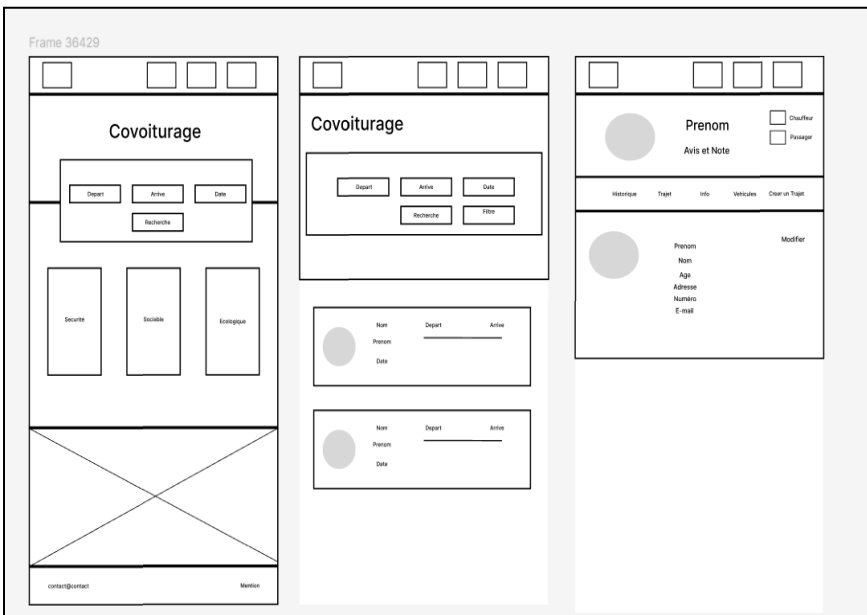 Frame 36429
Covoiturage
Depart Arrive Date
Recherche
Securité Sociable Ecologique
contact@contact Mention
Covoiturage
Depart Arrive Date
Recherche Filtre
Nom Depart Arrive
Prenom
Date
Nom Depart Arrive
Prenom
Date
Prenom
Avis et Note
Chauffeur
Passager
Historique Trajet Info Vehicules Creer un Trajet
Modifier
Prenom
Nom
Age
Adresse
Numéro
E-mail